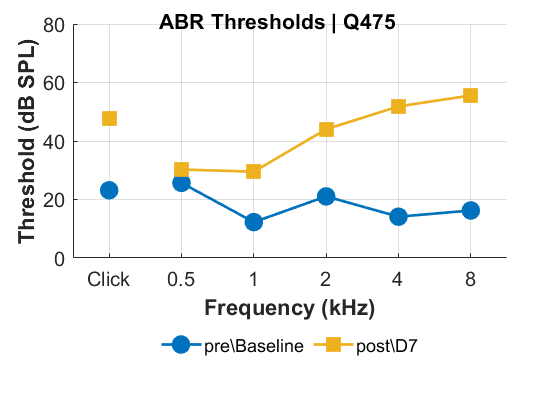 ABR Thresholds | Q475
Threshold (dB SPL)
80
60
40
20
0
Click 0.5 1 2 4 8
Frequency (kHz)
pre\Baseline post\D7